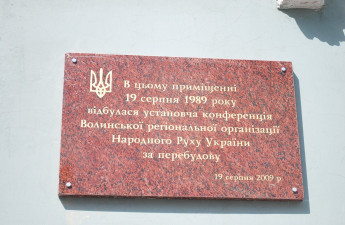 В цьому приміщенні
19 серпня 1989 року
відбулася установча конференція
Волинської регіональної організації
Народного Руху України
за перебудову
19 серпня 2009 р.